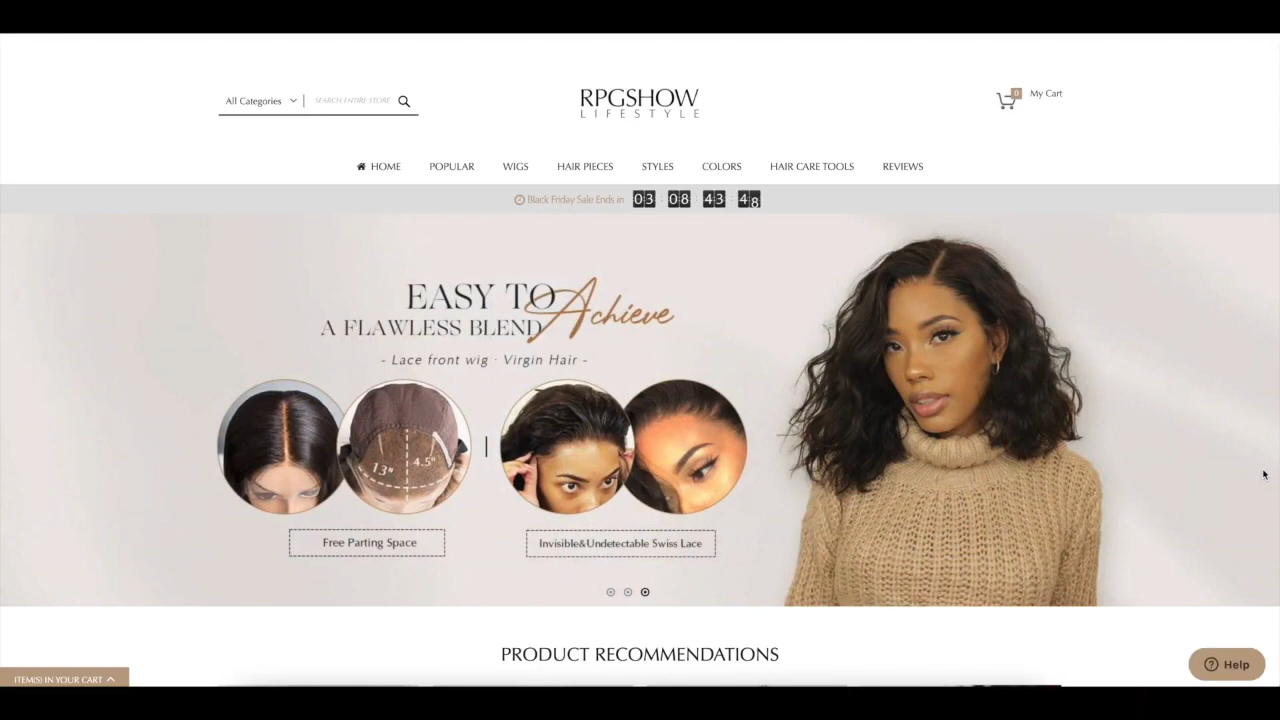 All Categories
SEARCH ENTIRE STORE
RPGSHOW
LIFESTYLE
0
My Cart
HOME
POPULAR
WIGS
HAIR PIECES
STYLES
COLORS
HAIR CARE TOOLS
REVIEWS
Black Friday Sale Ends in 03 : 08 : 43 : 48
EASY TO Achieve
A FLAWLESS BLEND
- Lace front wig · Virgin Hair -
13"
4.5"
Free Parting Space
Invisible&Undetectable Swiss Lace
PRODUCT RECOMMENDATIONS
ITEM(S) IN YOUR CART
? Help